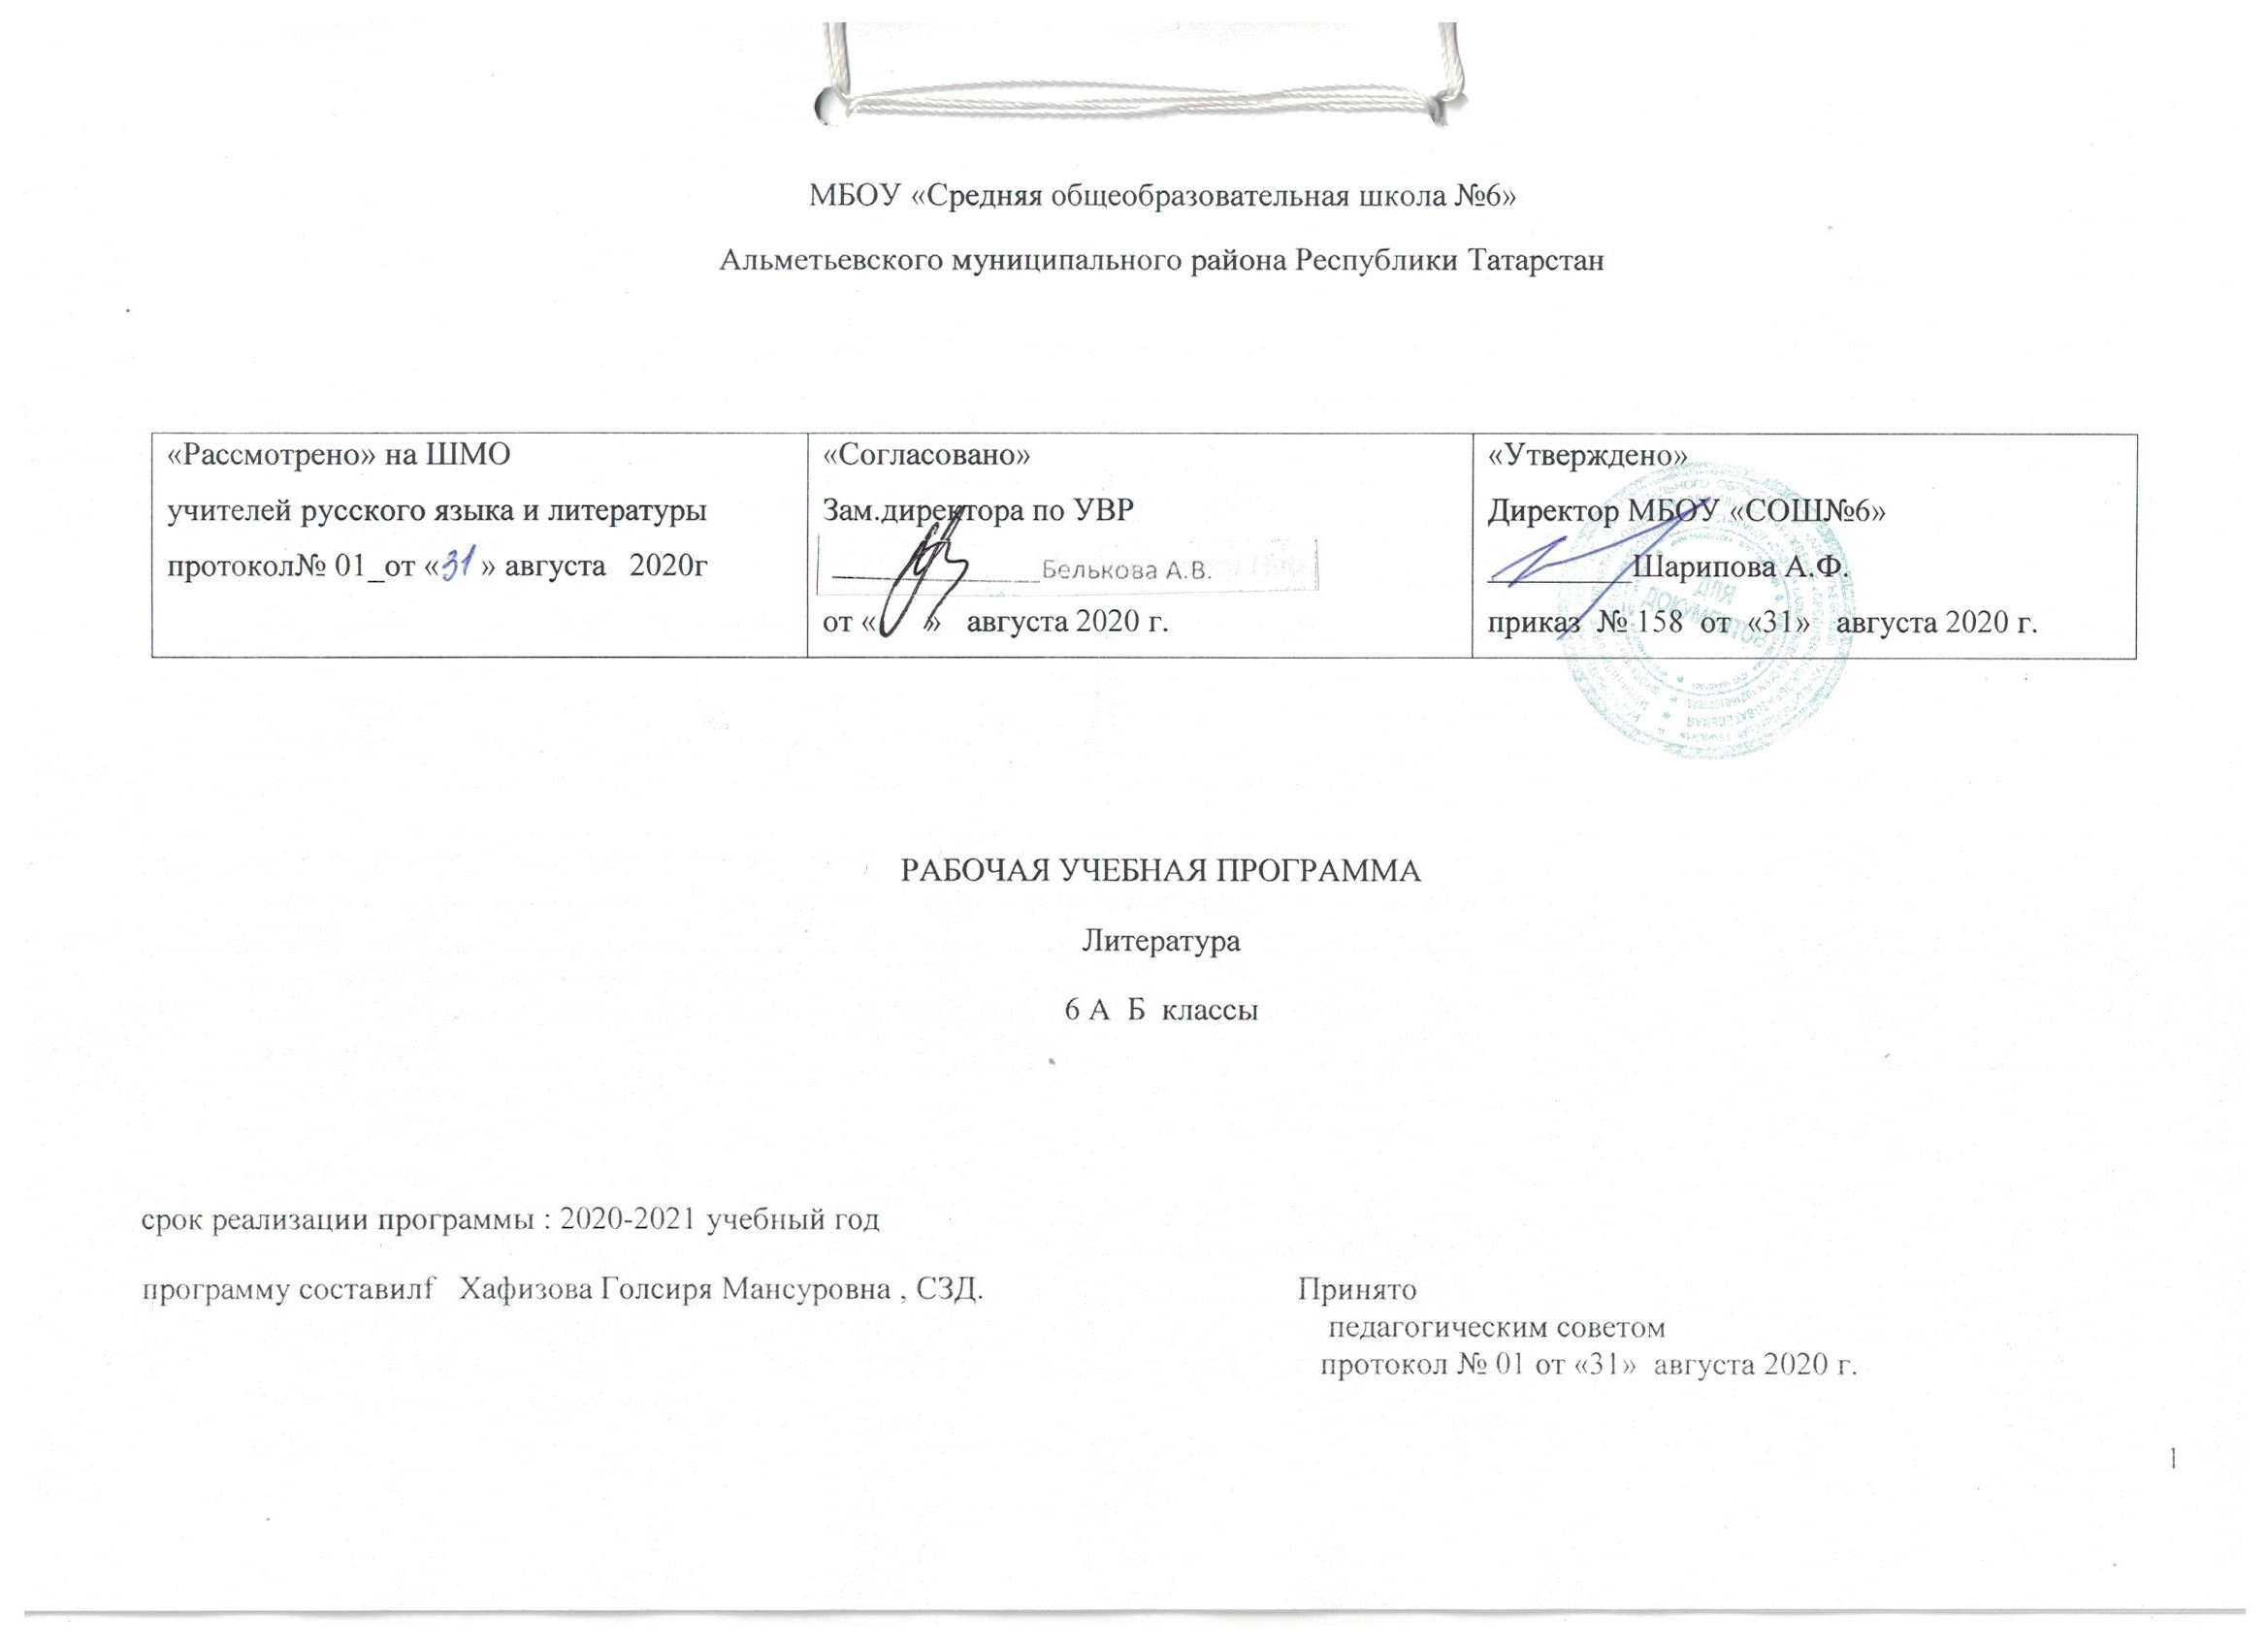 МБОУ «Средняя общеобразовательная школа №6»
Альметьевского муниципального района Республики Татарстан
«Рассмотрено» на ШМО
учителей русского языка и литературы
протокол№ 01_от «31» августа 2020г
«Согласовано»
Зам.директора по УВР
Белькова А.В.
от « » августа 2020 г.
«Утверждено»
Директор МБОУ «СОШ№6»
Шарипова А.Ф.
приказ № 158 от «31» августа 2020 г.
ДЛЯ
ДОКУМЕНТОВ
РАБОЧАЯ УЧЕБНАЯ ПРОГРАММА
Литература
6 А Б классы
срок реализации программы : 2020-2021 учебный год
программу составилf Хафизова Голсиря Мансуровна , СЗД.
Принято
педагогическим советом
протокол № 01 от «31» августа 2020 г.
1